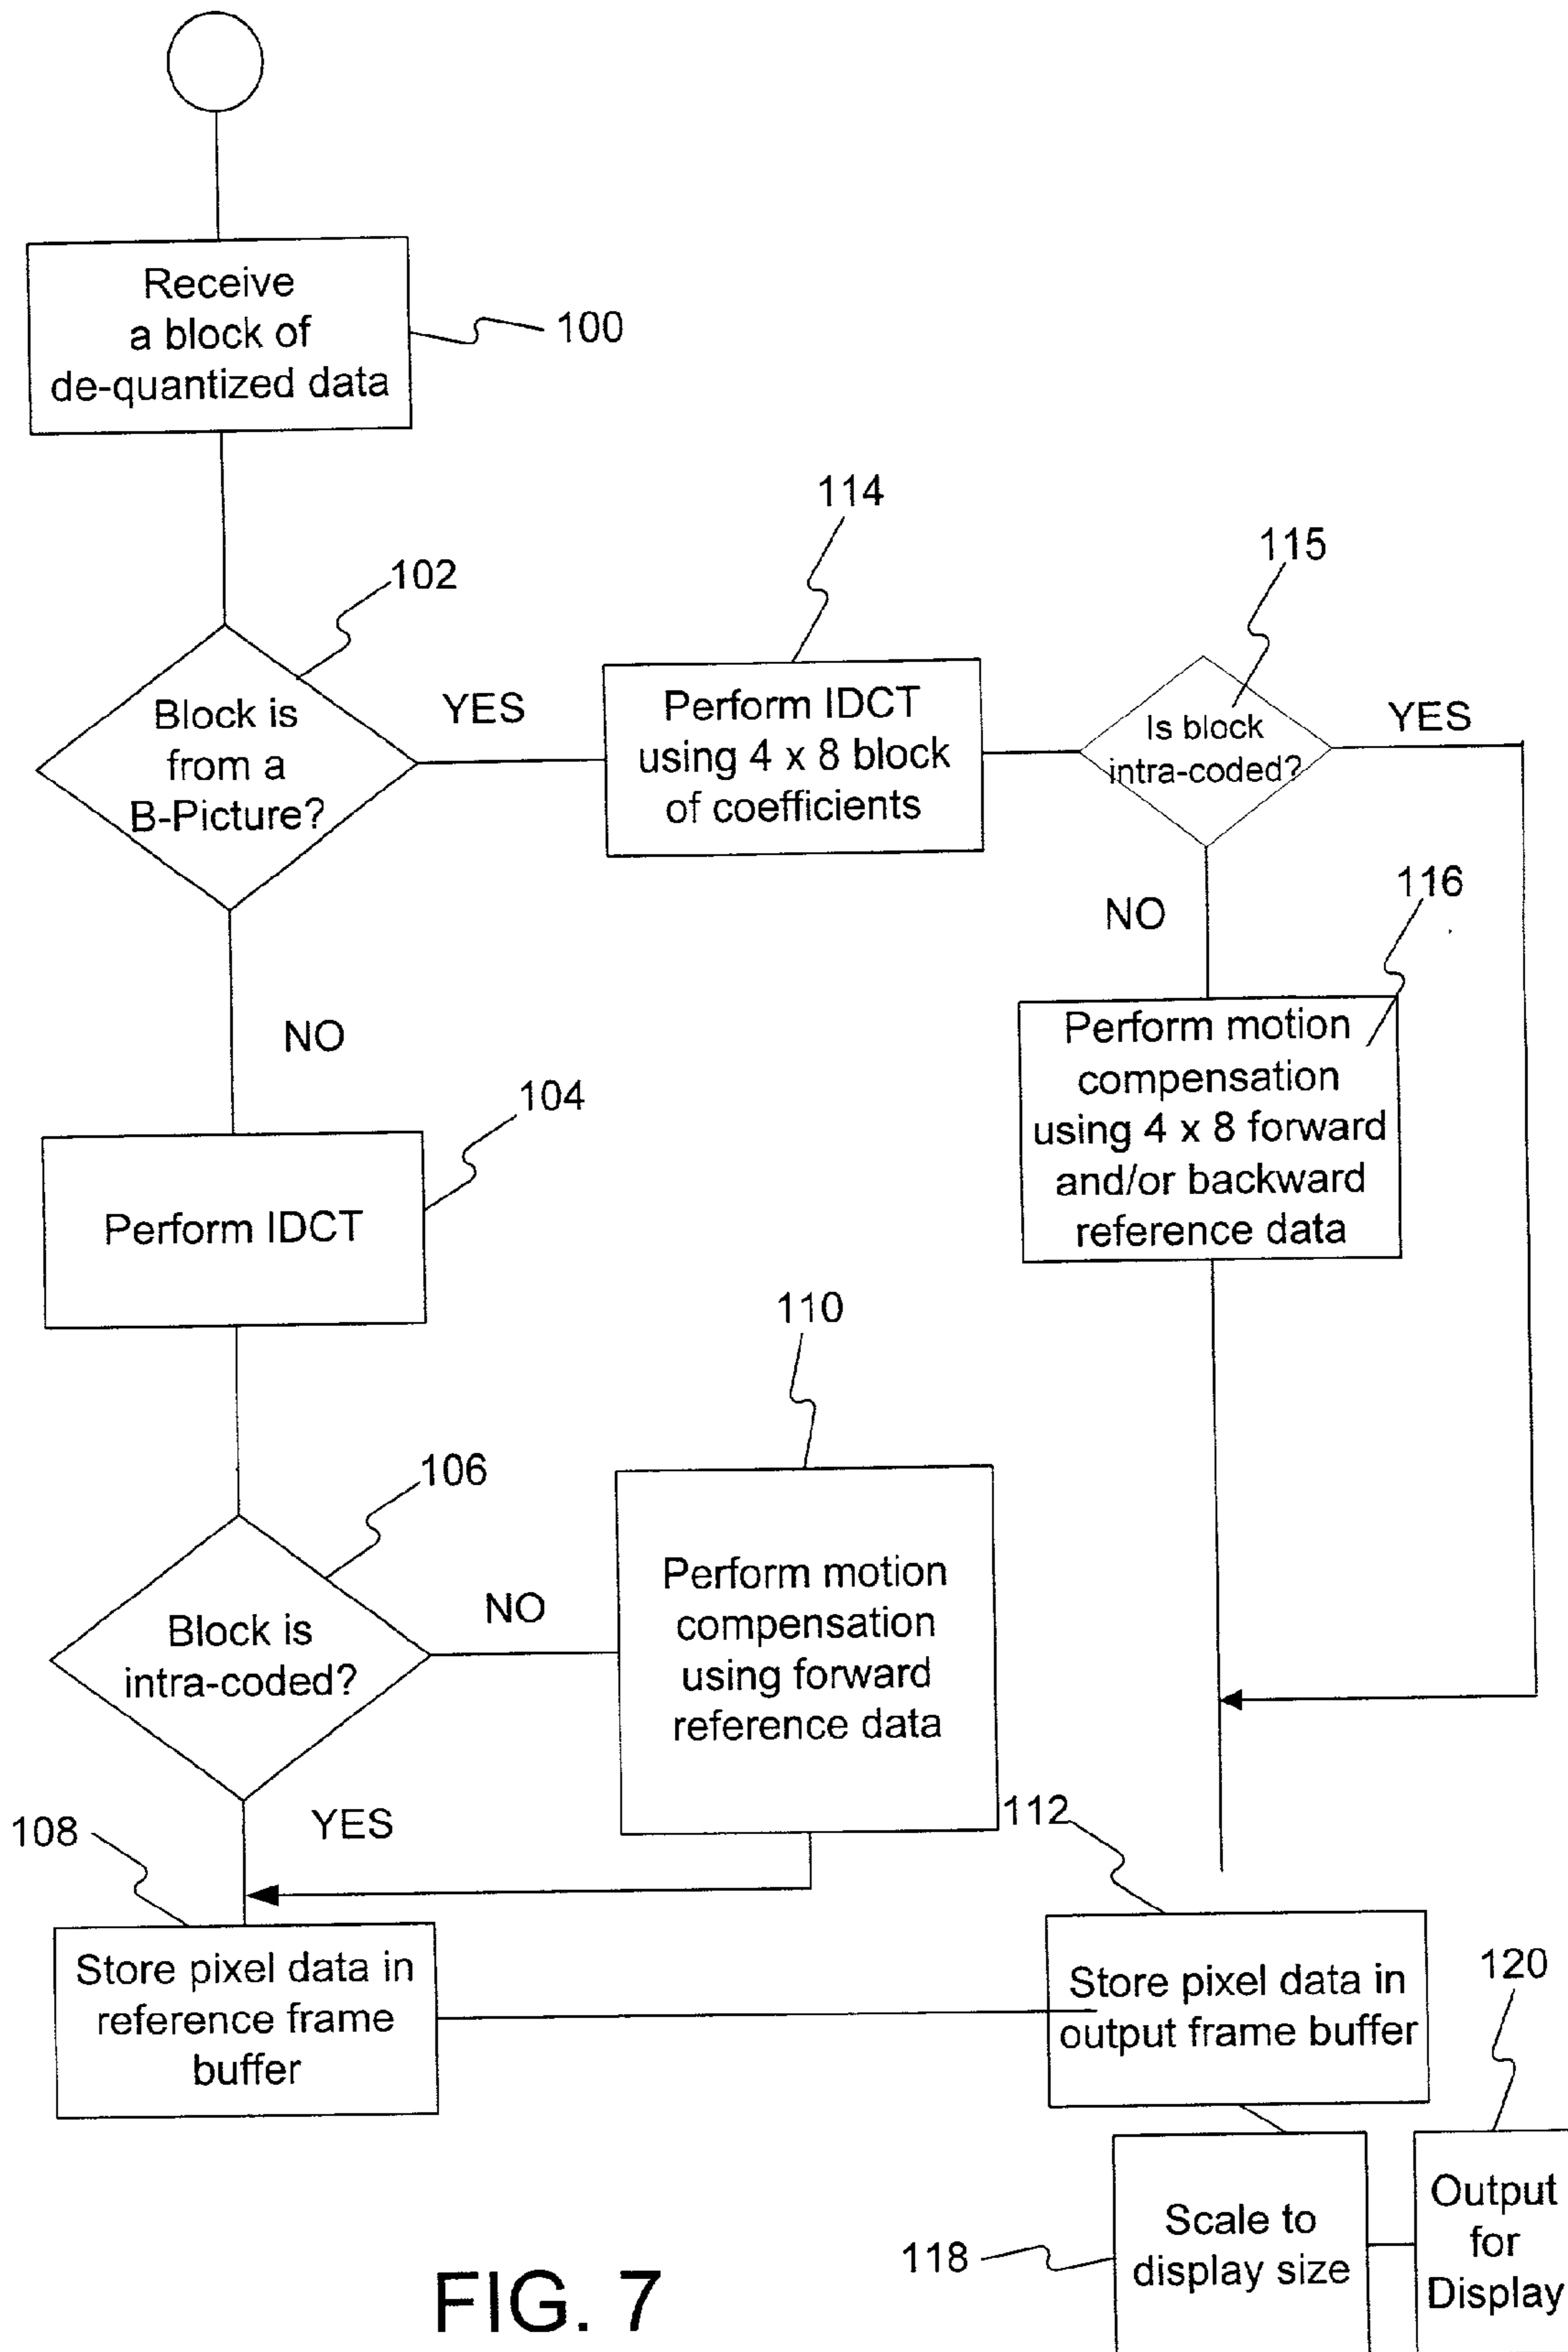 Receive
a block of
de-quantized data
100
102
Block is
from a
B-Picture?
YES
114
Perform IDCT
using 4 x 8 block
of coefficients
115
Is block
intra-coded?
YES
NO
116
Perform motion
compensation
using 4 x 8 forward
and/or backward
reference data
NO
104
Perform IDCT
106
Block is
intra-coded?
NO
110
Perform motion
compensation
using forward
reference data
YES
108
Store pixel data in
reference frame
buffer
112
Store pixel data in
output frame buffer
118
Scale to
display size
120
Output
for
Display
FIG. 7